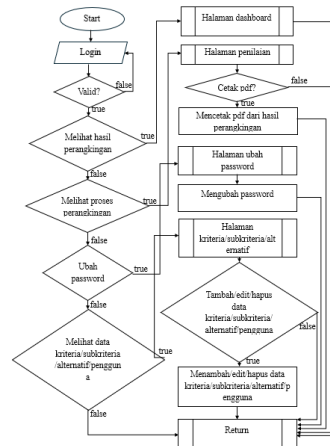 Start
Login
false
Valid?
true
Melihat hasil
perangkingan
true
false
Melihat proses
perangkingan
true
false
Ubah
password
true
false
Melihat data
kriteria/subkriteria
/alternatif/penggun
a
true
false
Halaman dashboard
Halaman penilaian
Cetak pdf?
false
true
Mencetak pdf dari hasil
perangkingan
Halaman ubah
password
Mengubah password
Halaman
kriteria/subkriteria/alt
ernatif
Tambah/edit/hapus
data
kriteria/subkriteria/
alternatif/pengguna
false
true
Menambah/edit/hapus data
kriteria/subkriteria/alternatif/p
engguna
Return